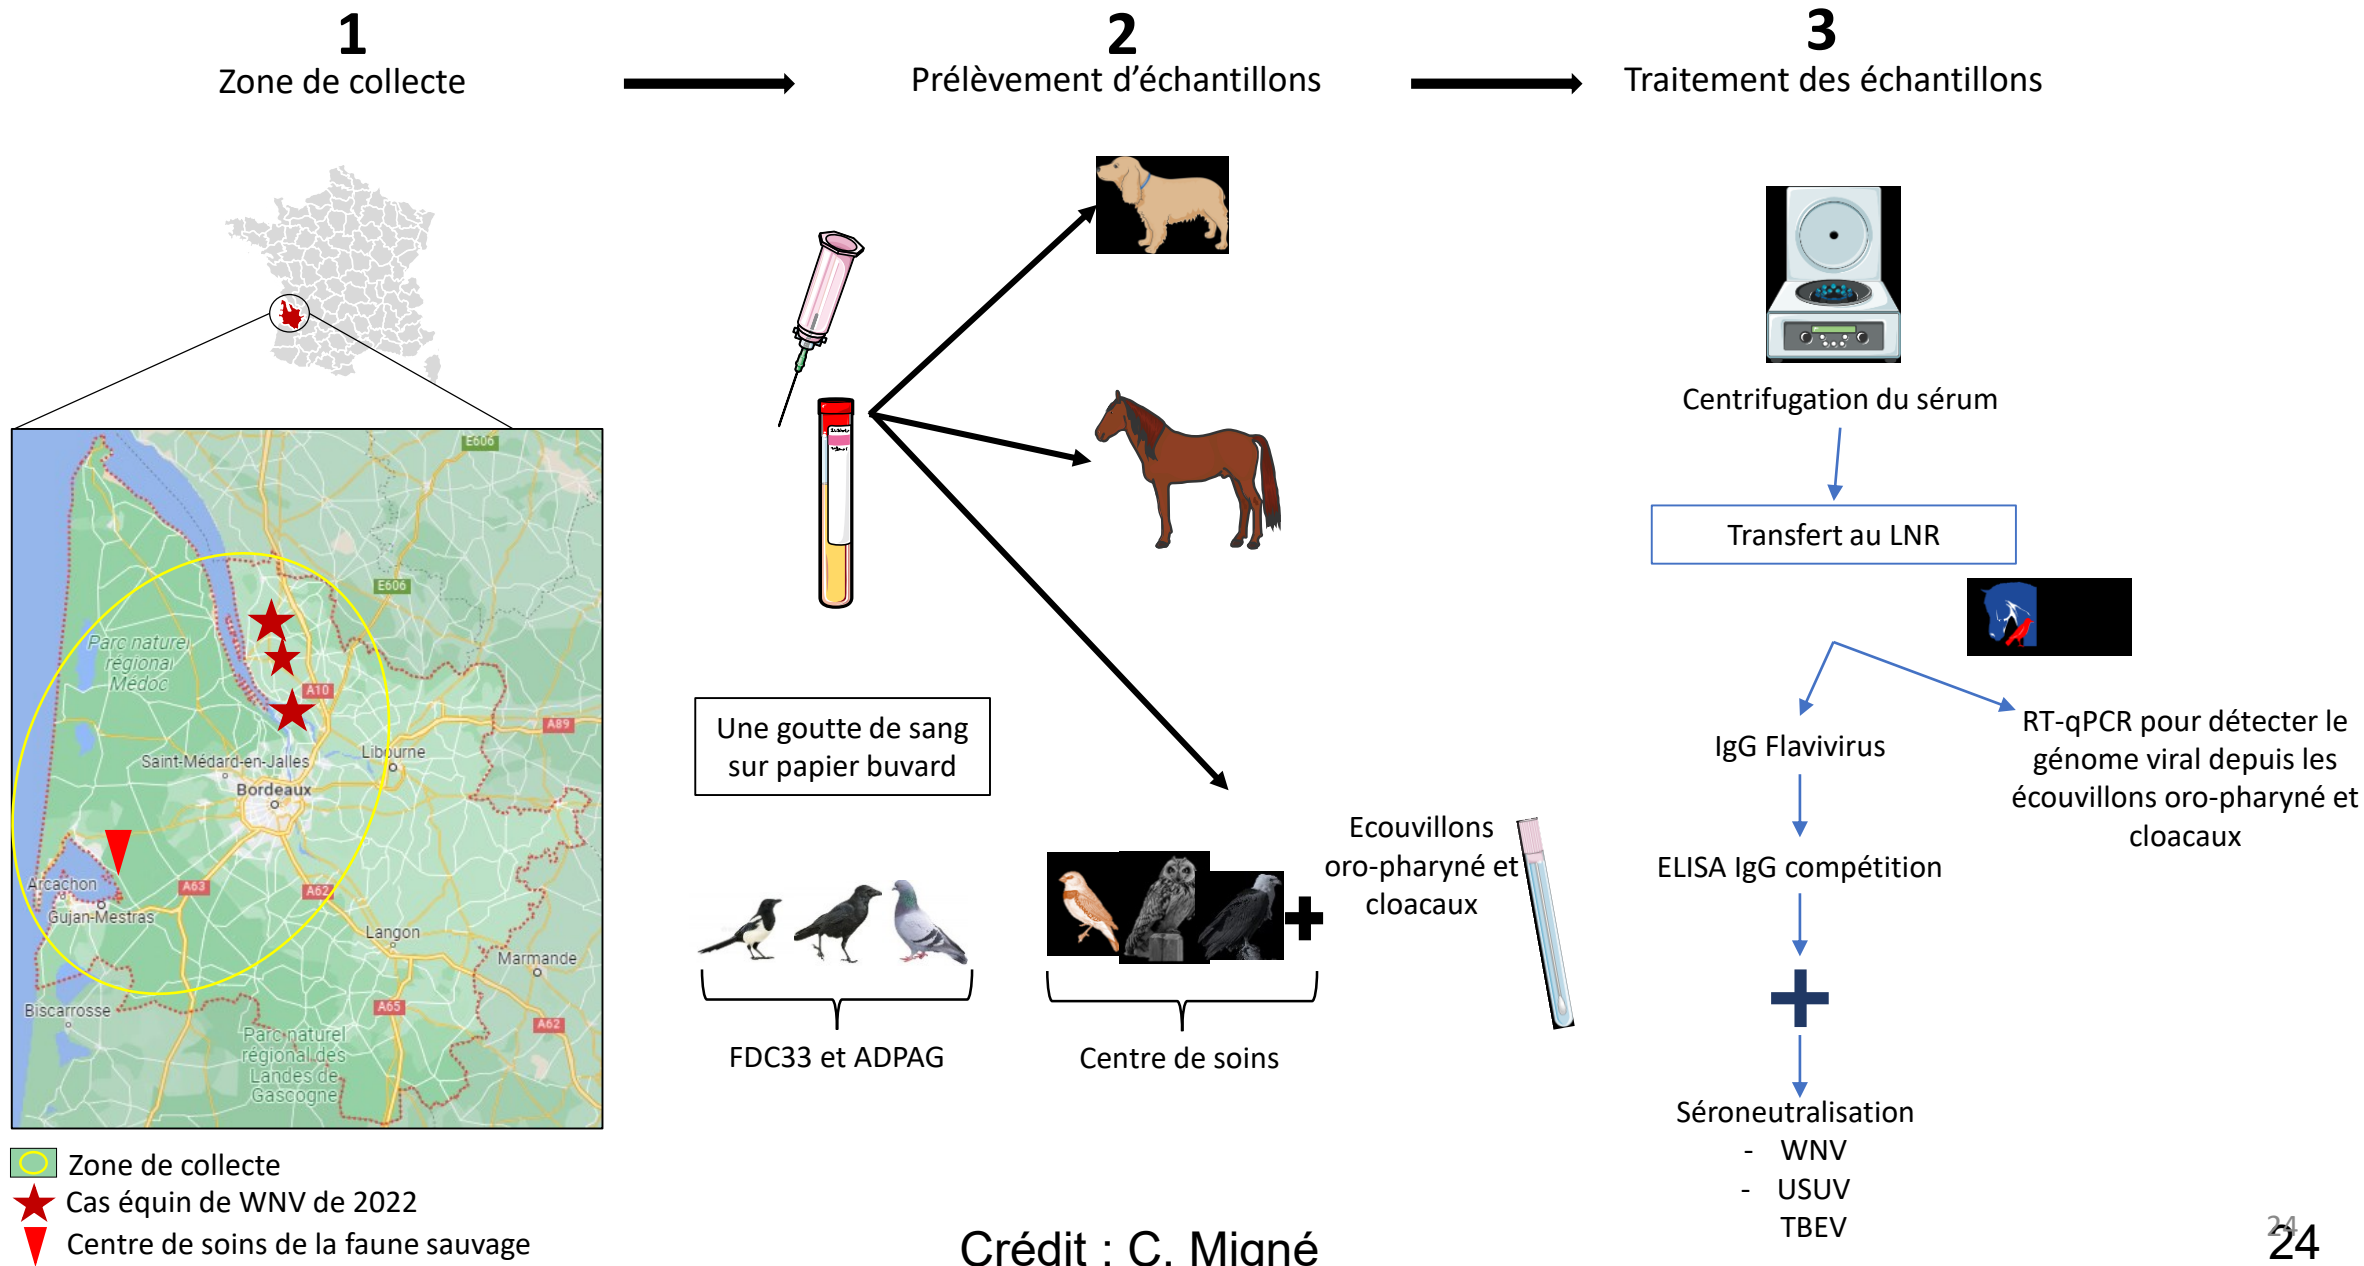 1
Zone de collecte
2
Prélèvement d'échantillons
3
Traitement des échantillons
E606
E606
Parc naturel
régional
Médoc
A10
A89
Libourne
Saint-Médard-en-Jalles
Bordeaux
Arcachon
A63
A62
Gujan-Mestras
Langon
Marmande
Biscarrosse
A65
A62
Parc naturel
régional des
Landes de
Gascogne
Zone de collecte
Cas équin de WNV de 2022
Centre de soins de la faune sauvage
Une goutte de sang
sur papier buvard
FDC33 et ADPAG
Centre de soins
Ecouvillons
oro-pharyné et
cloacaux
Centrifugation du sérum
Transfert au LNR
IgG Flavivirus
ELISA IgG compétition
Séroneutralisation
- WNV
- USUV
TBEV
RT-qPCR pour détecter le
génome viral depuis les
écouvillons oro-pharyné et
cloacaux
Crédit : C. Migné
24
24